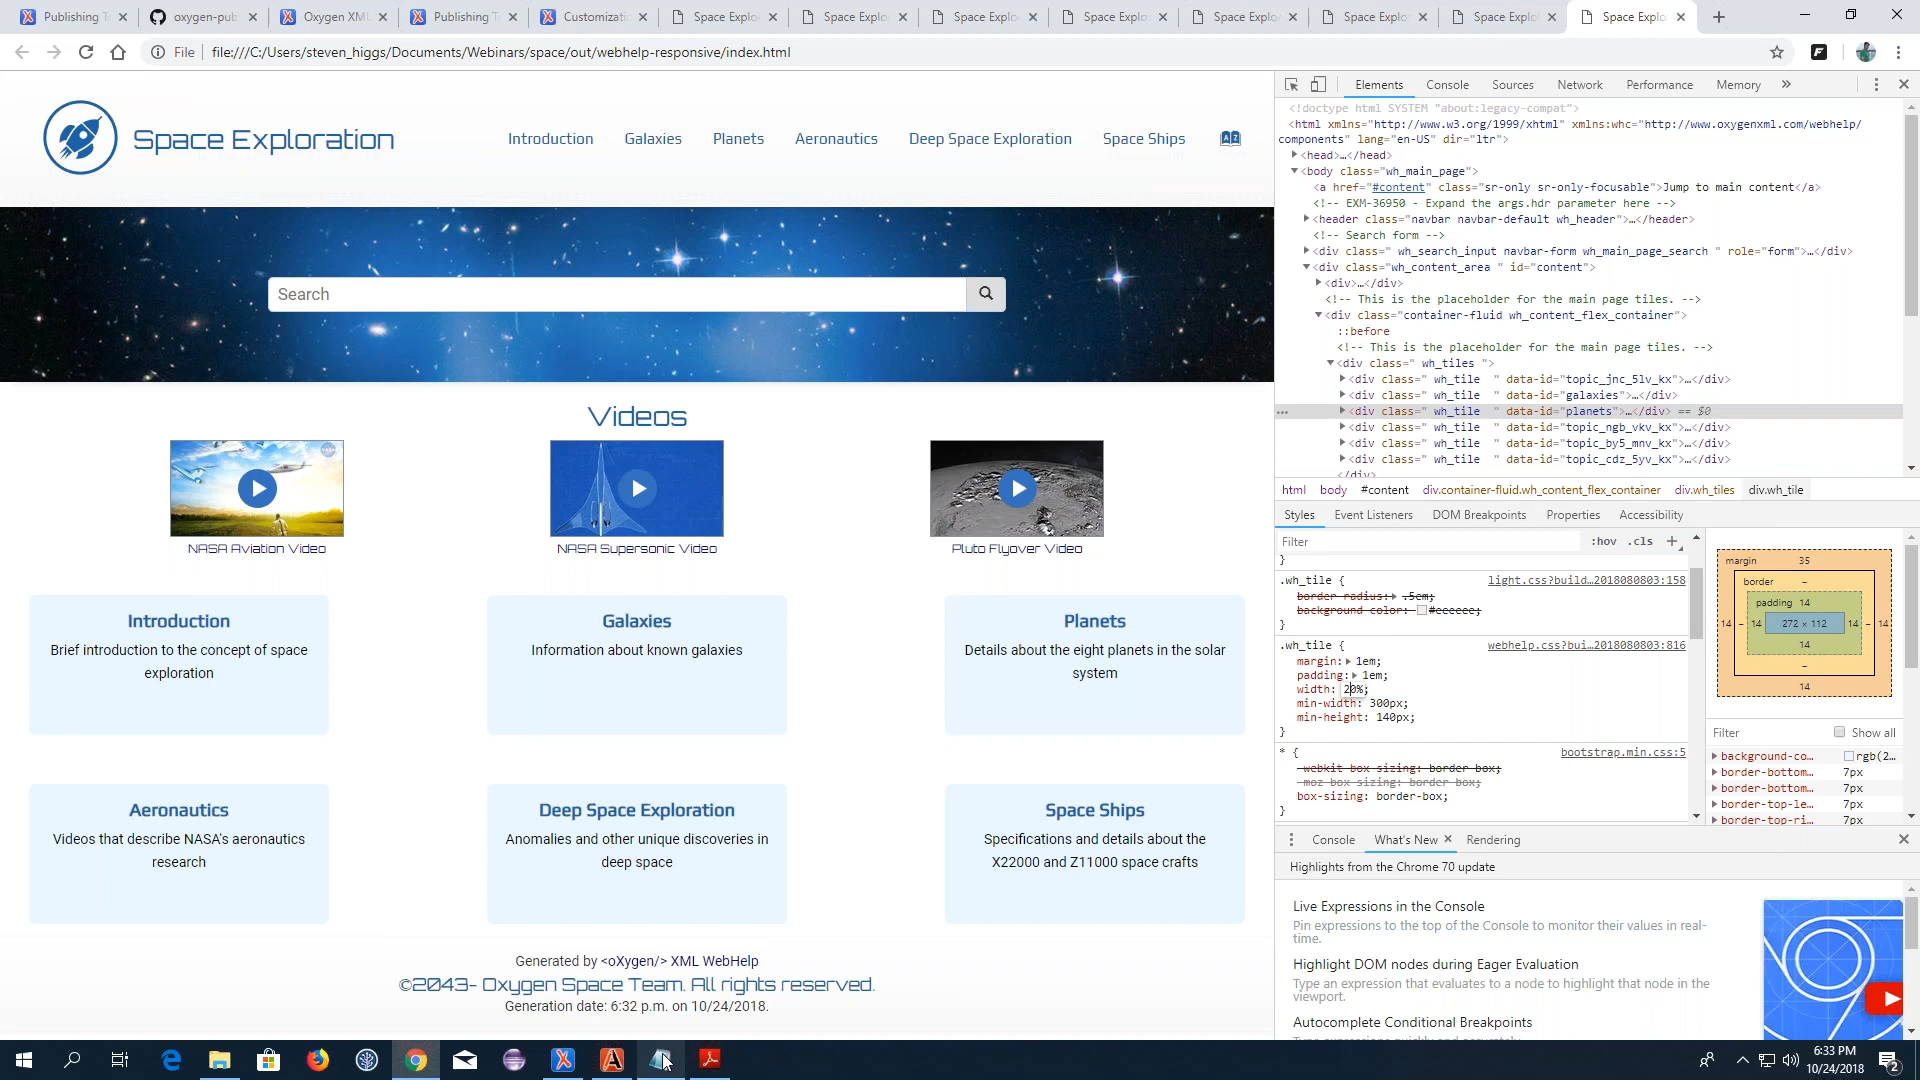 Publishing T
oxygen-pub
Oxygen XML
Publishing T
Customizatio
Space Explo
Space Explo
Space Explo
Space Explo
Space Explo
Space Explo
Space Explo
Space Explo
File
file:///C:/Users/steven_higgs/Documents/Webinars/space/out/webhelp-responsive/index.html
Space Exploration
Introduction
Galaxies
Planets
Aeronautics
Deep Space Exploration
Space Ships
Search
Videos
NASA Aviation Video
NASA Supersonic Video
Pluto Flyover Video
Introduction
Brief introduction to the concept of space
exploration
Galaxies
Information about known galaxies
Planets
Details about the eight planets in the solar
system
Aeronautics
Videos that describe NASA's aeronautics
research
Deep Space Exploration
Anomalies and other unique discoveries in
deep space
Space Ships
Specifications and details about the
X22000 and Z11000 space crafts
Generated by <oXygen/> XML WebHelp
©2043- Oxygen Space Team. All rights reserved.
Generation date: 6:32 p.m. on 10/24/2018.
Elements Console Sources Network Performance Memory »
<!doctype html SYSTEM "about:legacy-compat">
<html xmlns="http://www.w3.org/1999/xhtml" xmlns:whc="http://www.oxygenxml.com/webhelp/
components" lang="en-US" dir="ltr">
<head>…</head>
<body class="wh_main_page">
<a href="#content" class="sr-only sr-only-focusable">Jump to main content</a>
<!-- EXM-36950 - Expand the args.hdr parameter here -->
<header class="navbar navbar-default wh_header">…</header>
<!-- Search form -->
<div class=" wh_search_input navbar-form wh_main_page_search " role="form">…</div>
<div class="wh_content_area " id="content">
<div>…</div>
<!-- This is the placeholder for the main page tiles. -->
<div class="container-fluid wh_content_flex_container">
::before
<!-- This is the placeholder for the main page tiles. -->
<div class=" wh_tiles ">
<div class=" wh_tile  " data-id="topic_jnc_5lv_kx">…</div>
<div class=" wh_tile  " data-id="galaxies">…</div>
<div class=" wh_tile  " data-id="planets">…</div> == $0
<div class=" wh_tile  " data-id="topic_ngb_vkv_kx">…</div>
<div class=" wh_tile  " data-id="topic_by5_mnv_kx">…</div>
<div class=" wh_tile  " data-id="topic_cdz_5yv_kx">…</div>
</div>
html body #content div.container-fluid.wh_content_flex_container div.wh_tiles div.wh_tile
Styles Event Listeners DOM Breakpoints Properties Accessibility
Filter :hov .cls +
}
.wh_tile { light.css?build…2018080803:158
border-radius: .5em;
background-color: #eeeeee;
}
.wh_tile { webhelp.css?bui…2018080803:816
margin: 1em;
padding: 1em;
width: 20%;
min-width: 300px;
min-height: 140px;
}
* { bootstrap.min.css:5
-webkit-box-sizing: border-box;
-moz-box-sizing: border-box;
box-sizing: border-box;
}
margin 35
border –
padding 14
14 – 14 272 × 112 14 – 14
14
–
14
Filter Show all
background-co… rgb(2…
border-bottom… 7px
border-bottom… 7px
border-top-le… 7px
border-top-ri… 7px
Console What's New Rendering
Highlights from the Chrome 70 update
Live Expressions in the Console
Pin expressions to the top of the Console to monitor their values in real-
time.
Highlight DOM nodes during Eager Evaluation
Type an expression that evaluates to a node to highlight that node in the
viewport.
Autocomplete Conditional Breakpoints
6:33 PM
10/24/2018
2